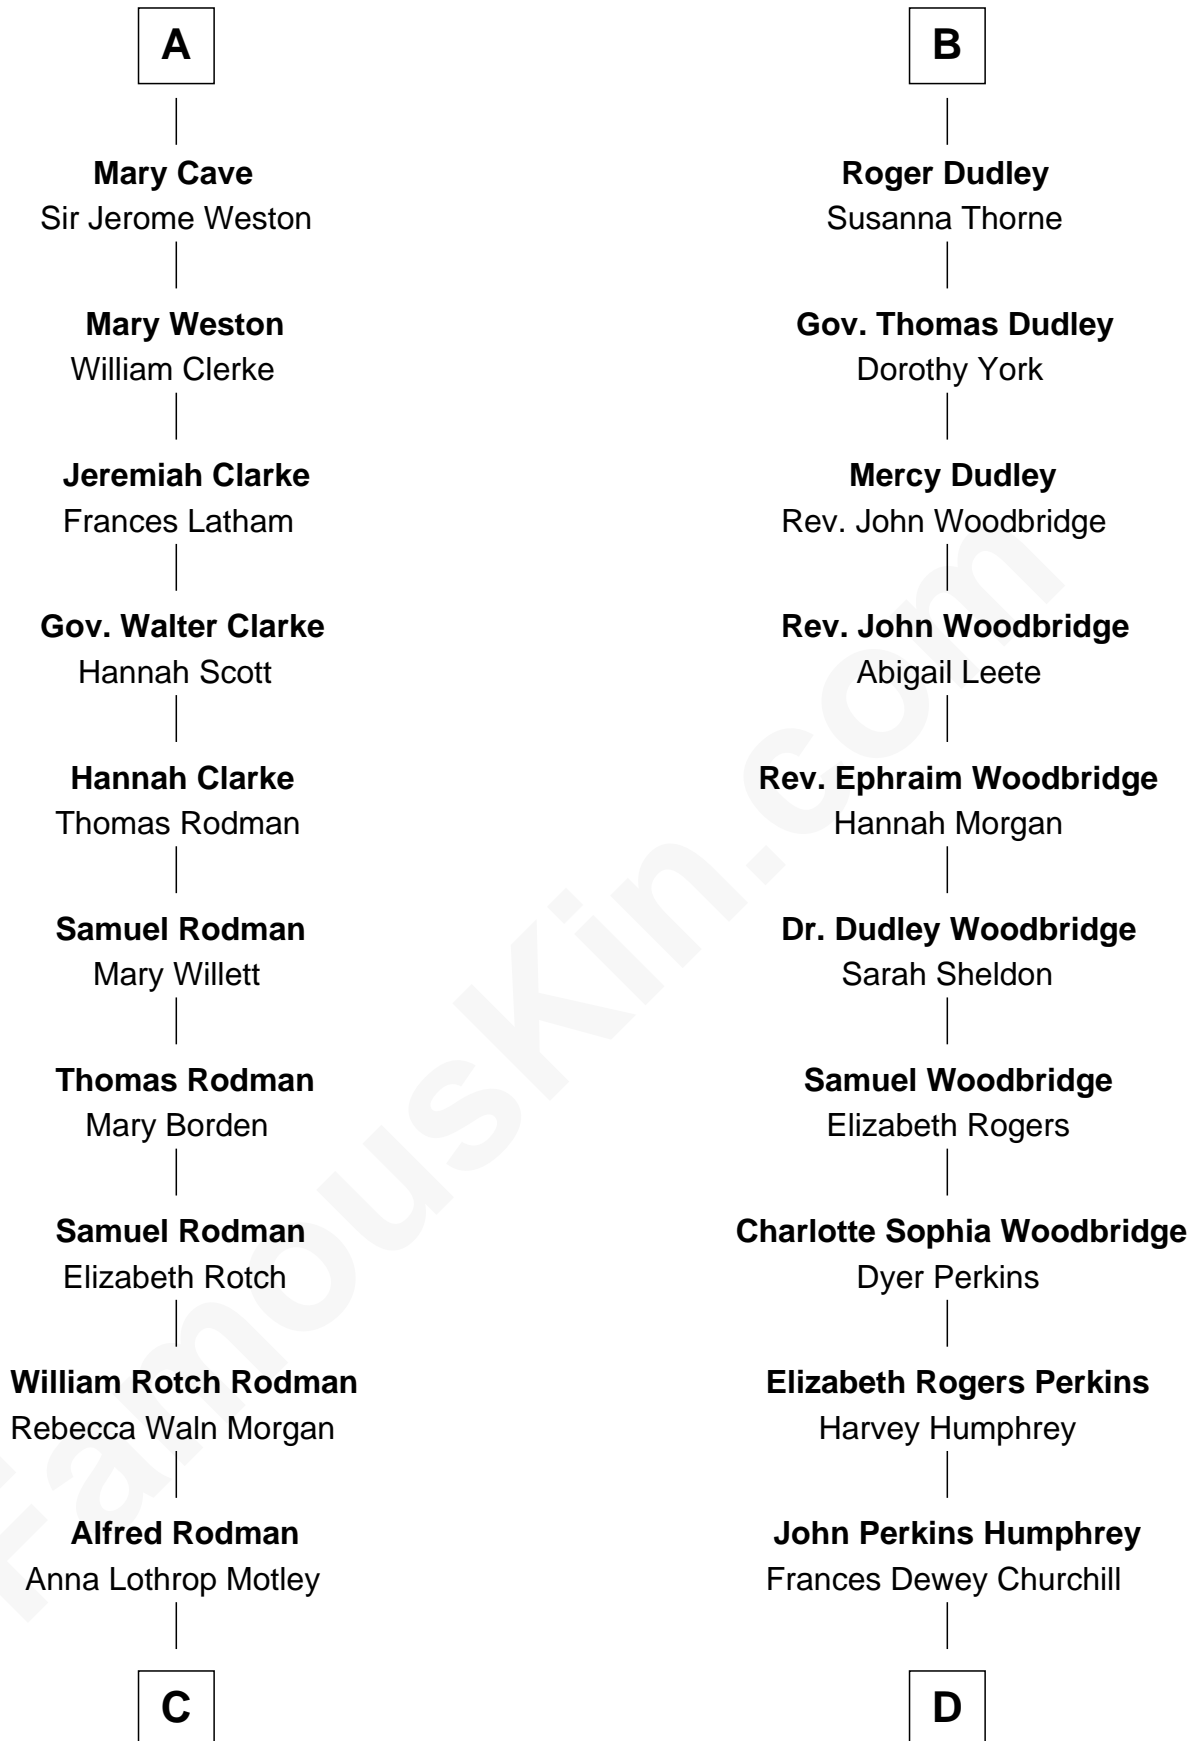 A
Mary Cave
Sir Jerome Weston
Mary Weston
William Clerke
Jeremiah Clarke
Frances Latham
Gov. Walter Clarke
Hannah Scott
Hannah Clarke
Thomas Rodman
Samuel Rodman
Mary Willett
Thomas Rodman
Mary Borden
Samuel Rodman
Elizabeth Rotch
William Rotch Rodman
Rebecca Waln Morgan
Alfred Rodman
Anna Lothrop Motley
C
B
Roger Dudley
Susanna Thorne
Gov. Thomas Dudley
Dorothy York
Mercy Dudley
Rev. John Woodbridge
Rev. John Woodbridge
Abigail Leete
Rev. Ephraim Woodbridge
Hannah Morgan
Dr. Dudley Woodbridge
Sarah Sheldon
Samuel Woodbridge
Elizabeth Rogers
Charlotte Sophia Woodbridge
Dyer Perkins
Elizabeth Rogers Perkins
Harvey Humphrey
John Perkins Humphrey
Frances Dewey Churchill
D
FamousKin.com